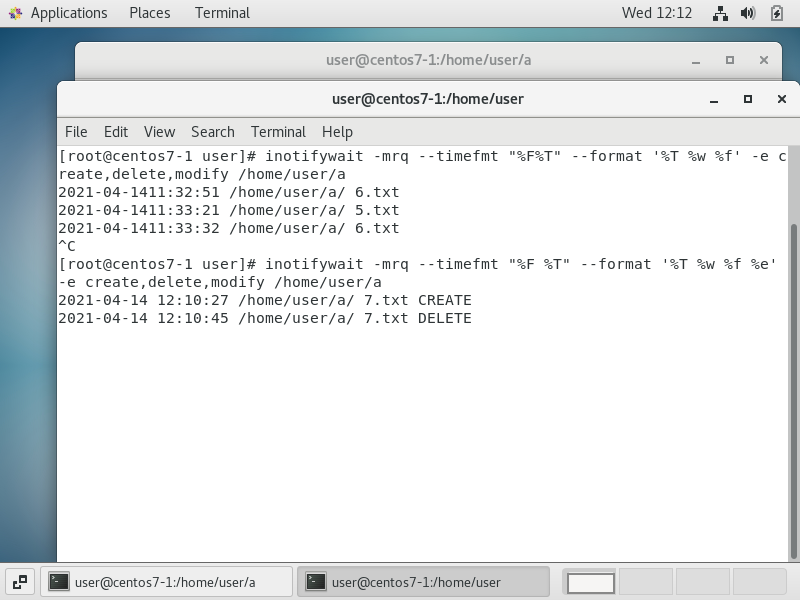 Applications Places Terminal Wed 12:12
user@centos7-1:/home/user/a
user@centos7-1:/home/user
File Edit View Search Terminal Help
[root@centos7-1 user]# inotifywait -mrq --timefmt "%F%T" --format '%T %w %f' -e c
reate,delete,modify /home/user/a
2021-04-1411:32:51 /home/user/a/ 6.txt
2021-04-1411:33:21 /home/user/a/ 5.txt
2021-04-1411:33:32 /home/user/a/ 6.txt
^C
[root@centos7-1 user]# inotifywait -mrq --timefmt "%F %T" --format '%T %w %f %e'
-e create,delete,modify /home/user/a
2021-04-14 12:10:27 /home/user/a/ 7.txt CREATE
2021-04-14 12:10:45 /home/user/a/ 7.txt DELETE
user@centos7-1:/home/user/a user@centos7-1:/home/user